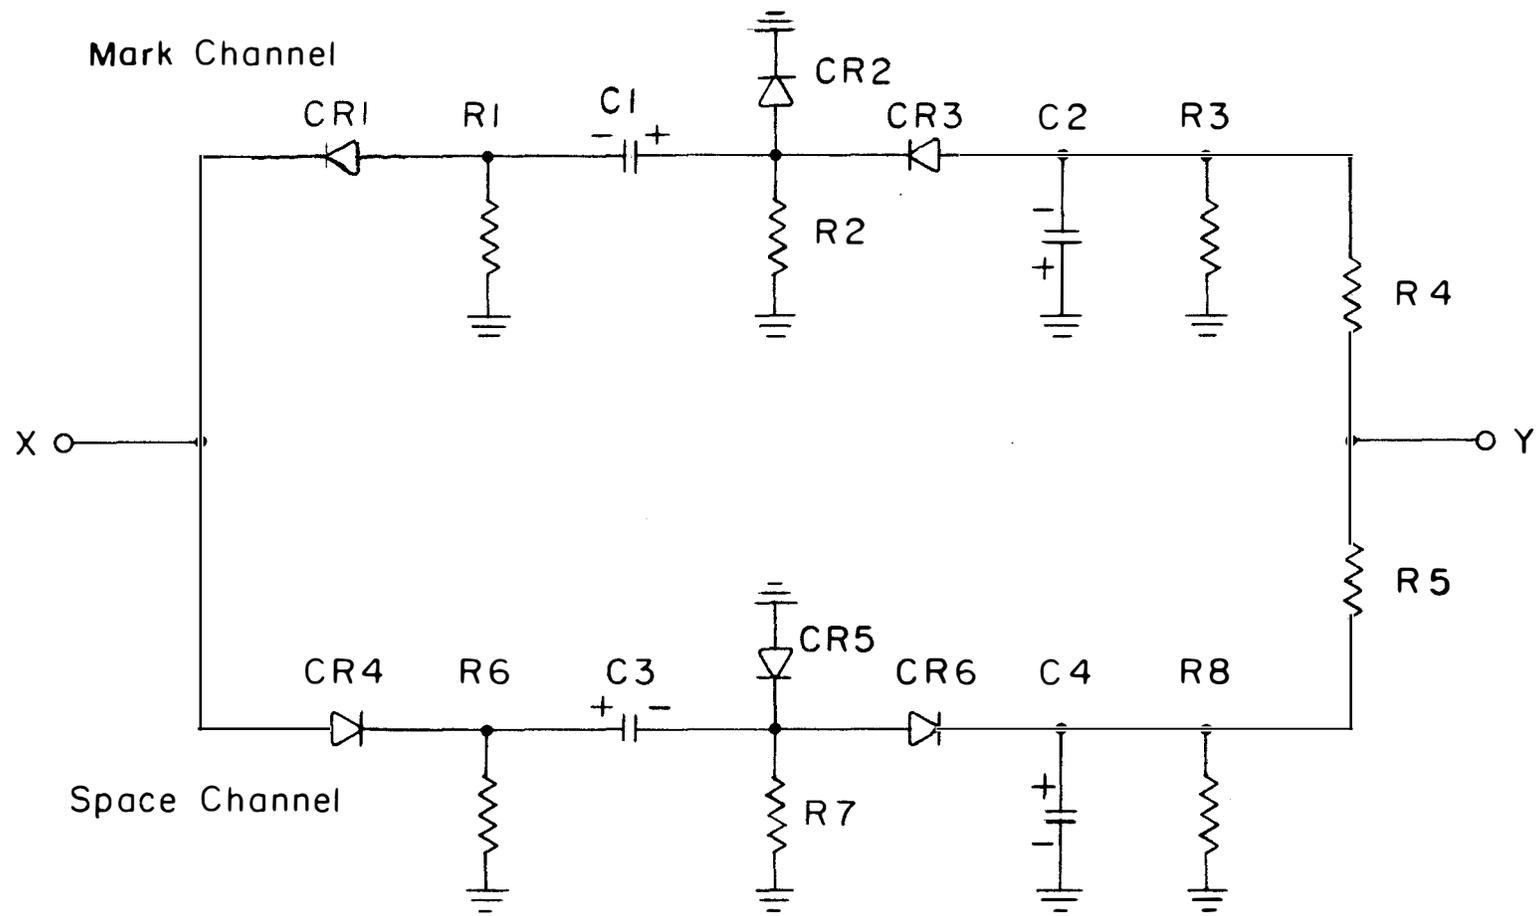 Mark Channel
CR1 R1 C1 CR2 CR3 C2 R3
- +
R2
-
+
R4
X Y
R5
CR4 R6 C3 CR5 CR6 C4 R8
+ -
Space Channel
R7
+
-